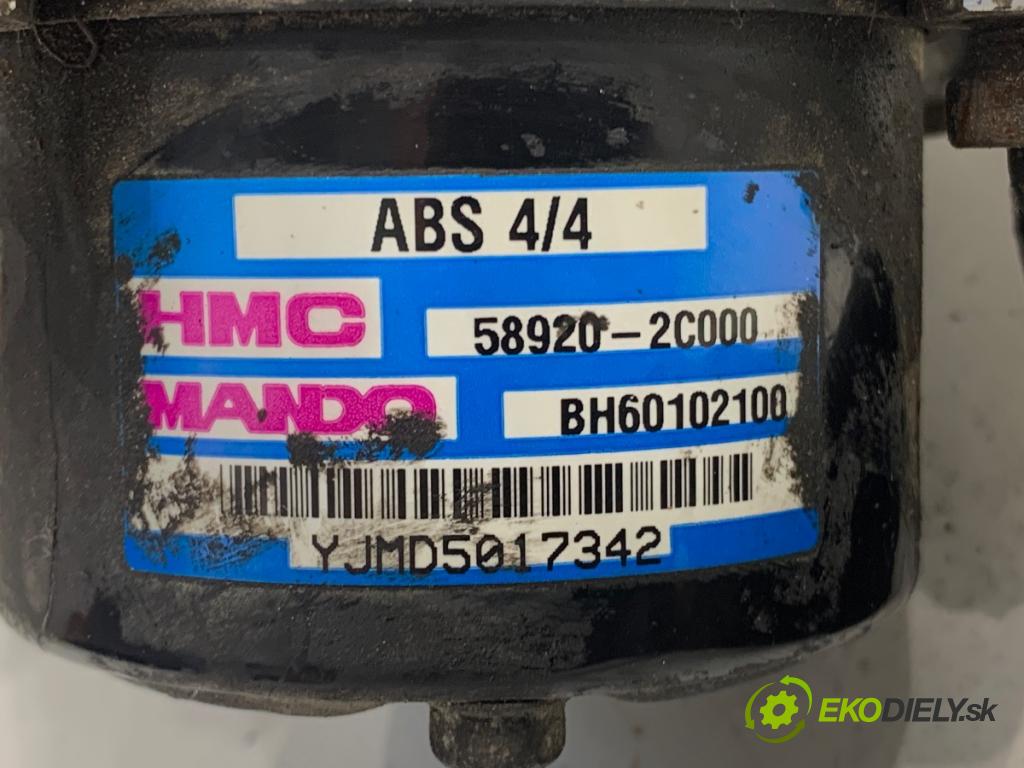 ABS 4/4
HMC 58920-2C000
MANDO BH60102100
YJMD5017342
EKODIELY.sk